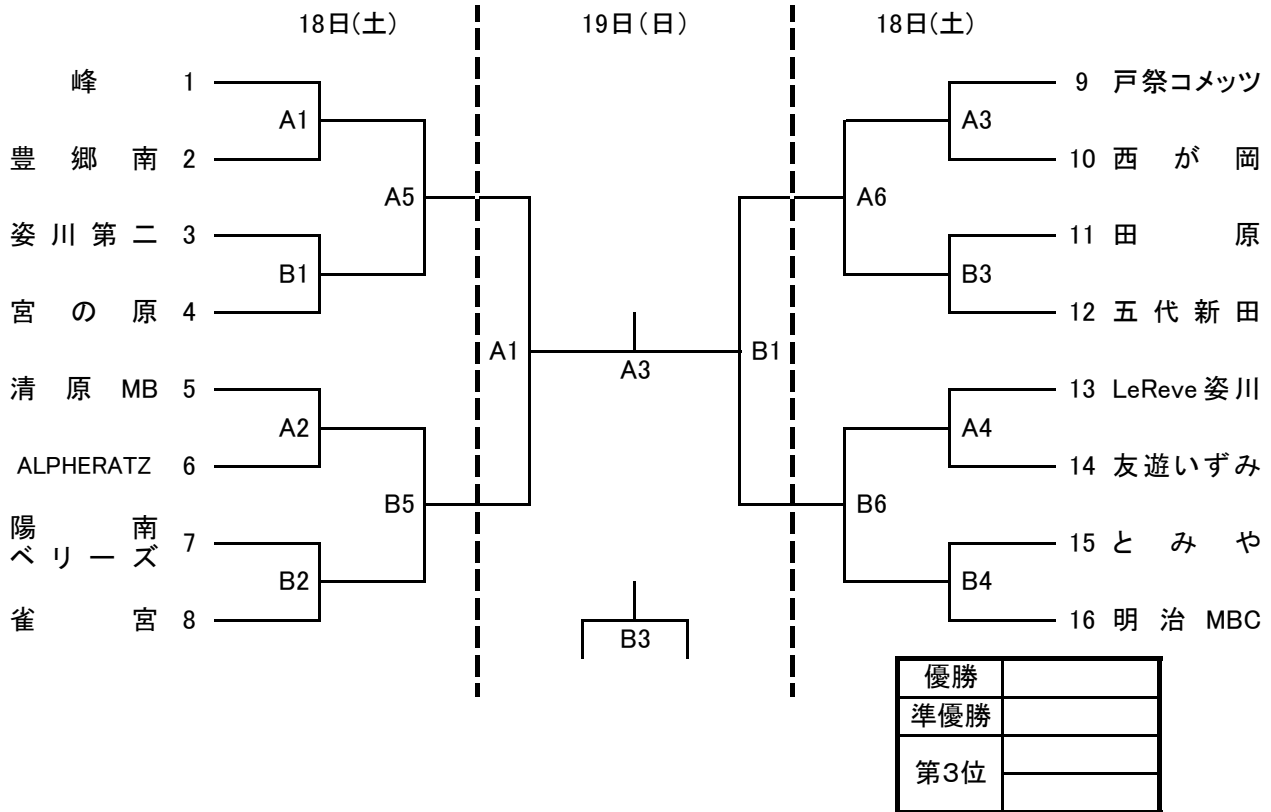 18日(土) 19日(日) 18日(土)
峰 1 9 戸祭コメッツ
A1 A3
豊郷南 2 10 西が岡
A5 A6
姿川第二 3 11 田原
B1 B3
宮の原 4 12 五代新田
A1 A3 B1
清原 MB 5 13 LeReve 姿川
A2 A4
ALPHERATZ 6 14 友遊いずみ
B5 B6
陽南
ベリーズ 7 15 とみや
B2 B4
雀宮 8 16 明治 MBC
B3
優勝
準優勝
第3位